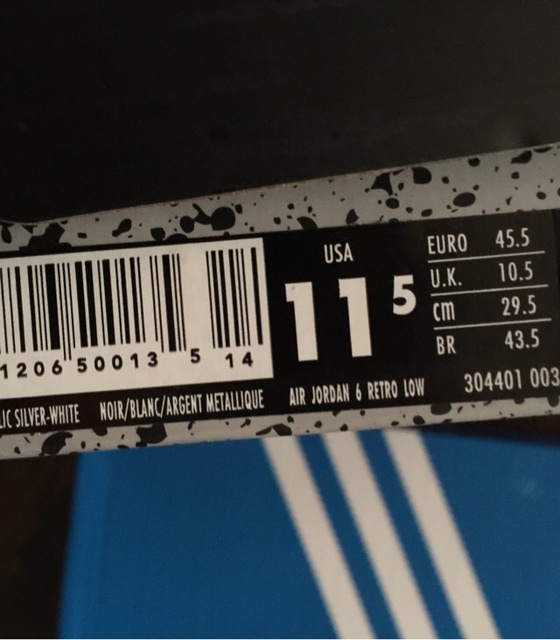 USA
11 5
EURO 45.5
U.K. 10.5
cm 29.5
BR 43.5
1206 50013 5 14
SILVER-WHITE NOIR/BLANC/ARGENT METALLIQUE AIR JORDAN 6 RETRO LOW 304401 003